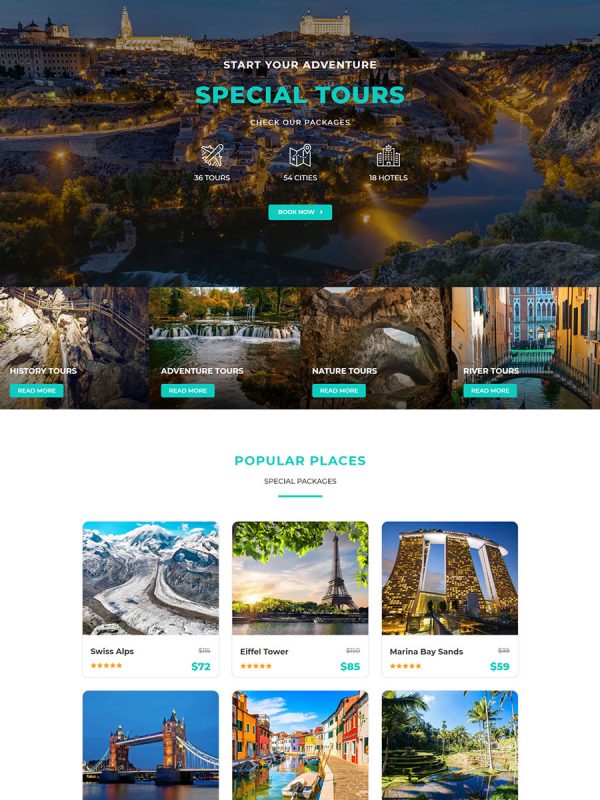 START YOUR ADVENTURE
SPECIAL TOURS
CHECK OUR PACKAGES
36 TOURS
54 CITIES
18 HOTELS
BOOK NOW
HISTORY TOURS
READ MORE
ADVENTURE TOURS
READ MORE
NATURE TOURS
READ MORE
RIVER TOURS
READ MORE
POPULAR PLACES
SPECIAL PACKAGES
Swiss Alps
$115
$72
Eiffel Tower
$150
$85
Marina Bay Sands
$99
$59